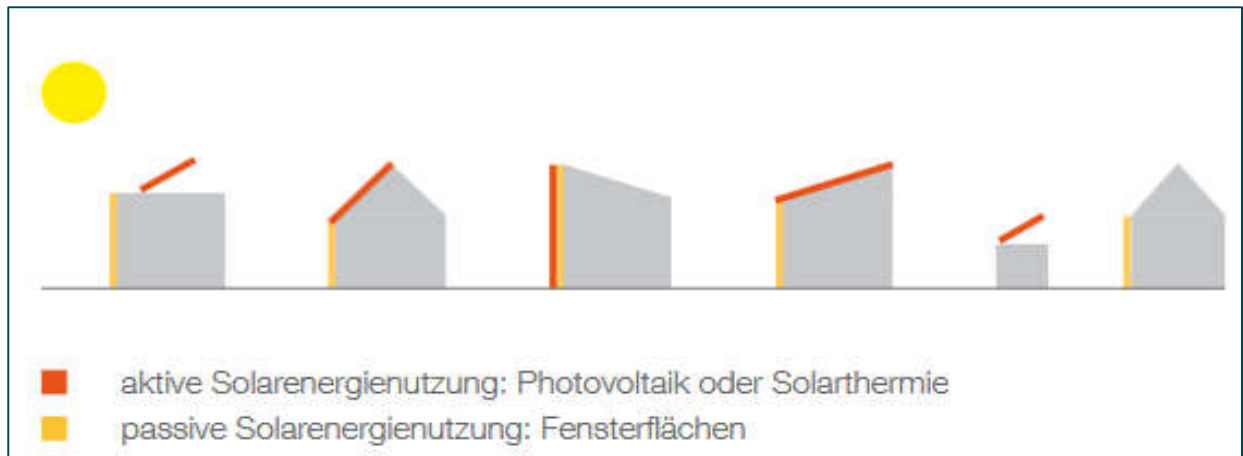 aktive Solarenergienutzung: Photovoltaik oder Solarthermie
passive Solarenergienutzung: Fensterflächen